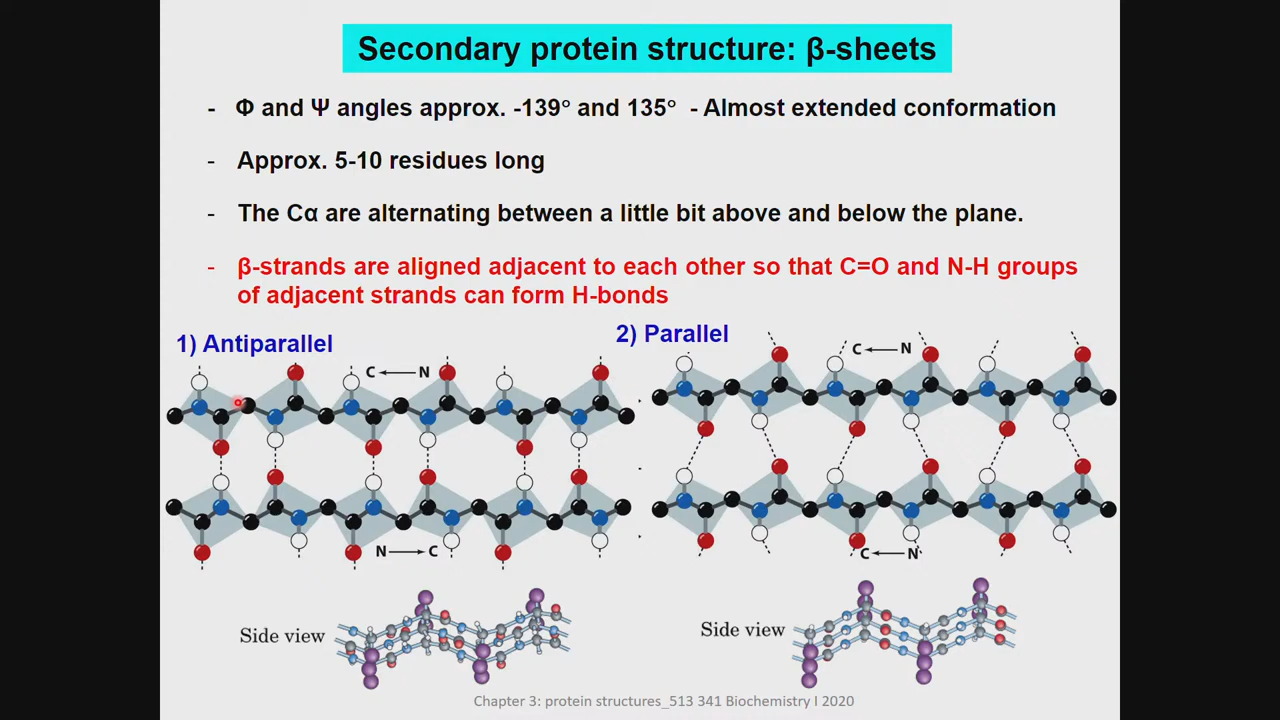 Secondary protein structure: β-sheets
- Φ and Ψ angles approx. -139° and 135° - Almost extended conformation
- Approx. 5-10 residues long
- The Cα are alternating between a little bit above and below the plane.
- β-strands are aligned adjacent to each other so that C=O and N-H groups
of adjacent strands can form H-bonds
1) Antiparallel
C ← N
N → C
Side view
2) Parallel
C ← N
C ← N
Side view
Chapter 3: protein structures_513 341 Biochemistry I 2020